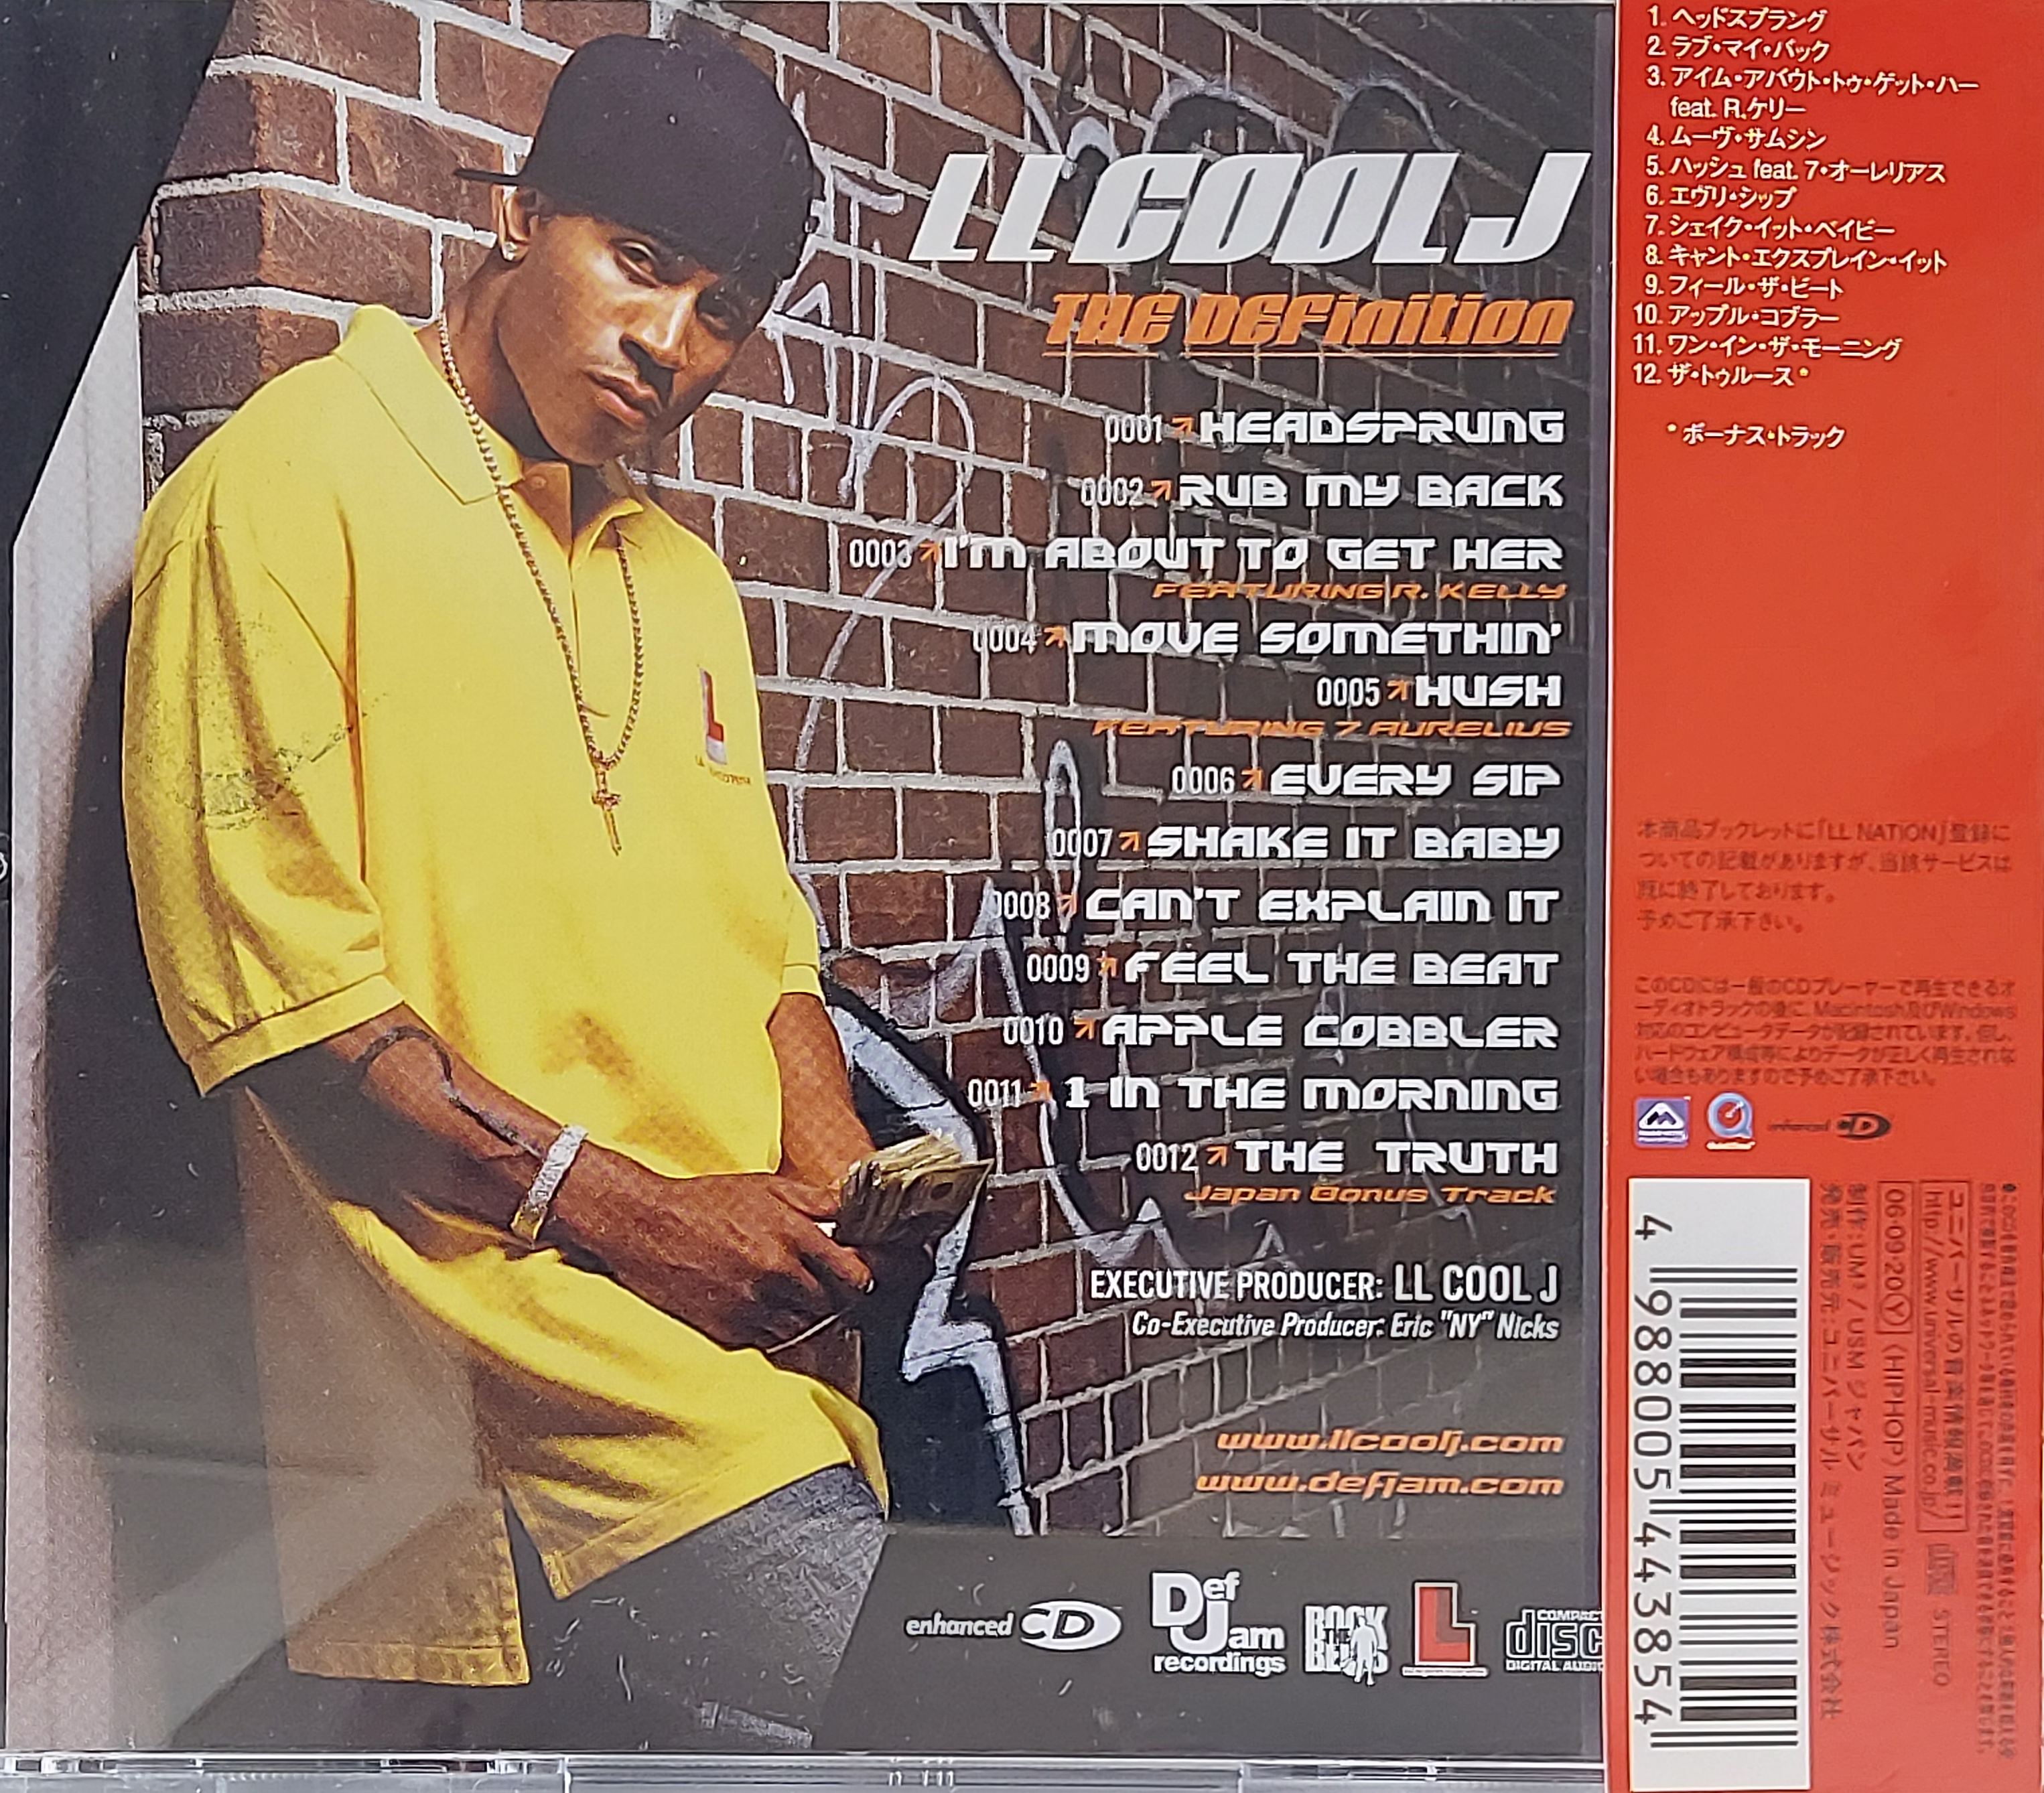 LL COOL J
THE DEFinition
0001 HEADSPRUNG
0002 RUB MY BACK
0003 I'M ABOUT TO GET HER
FEATURING R. KELLY
0004 MOVE SOMETHIN'
0005 HUSH
FEATURING 7 AURELIUS
0006 EVERY SIP
0007 SHAKE IT BABY
0008 CAN'T EXPLAIN IT
0009 FEEL THE BEAT
0010 APPLE COBBLER
0011 1 IN THE MORNING
0012 THE TRUTH
Japan Bonus Track
EXECUTIVE PRODUCER: LL COOL J
Co-Executive Producer: Eric "NY" Nicks
www.llcoolj.com
www.defjam.com
enhanced CD
Def Jam recordings
ROCK THE BELLS
L
COMPACT disc DIGITAL AUDIO
1. ヘッドスプラング
2. ラブ・マイ・バック
3. アイム・アバウト・トゥ・ゲット・ハー
feat. R.ケリー
4. ムーヴ・サムシン
5. ハッシュ feat. 7・オーレリアス
6. エヴリ・シップ
7. シェイク・イット・ベイビー
8. キャント・エクスプレイン・イット
9. フィール・ザ・ビート
10. アップル・コブラー
11. ワン・イン・ザ・モーニング
12. ザ・トゥルース*
*ボーナス・トラック
本商品ブックレットに「LL NATION」登録に
ついての記載がありますが、当該サービスは
既に終了しております。
予めご了承下さい。
このCDには一般のCDプレーヤーで再生できるオ
ーディオトラックの後に、Macintosh及びWindows
対応のコンピュータデータが記録されています。但し、
ハードウェア構成等によりデータが正しく再生されな
い場合もありますので予めご了承下さい。
enhanced CD
ユニバーサルの音楽情報満載!!
http://www.universal-music.co.jp/
STEREO
06・09・20 Y (HIPHOP) Made in Japan
制作:UM³ / USM ジャパン
発売・販売元:ユニバーサル ミュージック株式会社
4 988005 443854